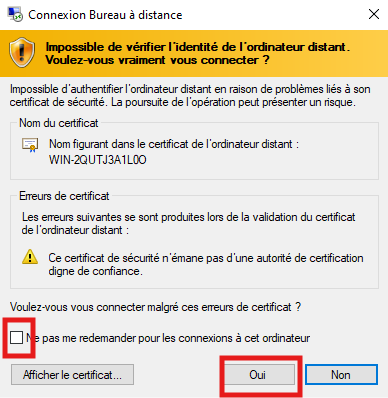 Connexion Bureau à distance
Impossible de vérifier l'identité de l'ordinateur distant.
Voulez-vous vraiment vous connecter ?
Impossible d'authentifier l'ordinateur distant en raison de problèmes liés à son
certificat de sécurité. La poursuite de l'opération peut présenter un risque.
Nom du certificat
Nom figurant dans le certificat de l'ordinateur distant :
WIN-2QUTJ3A1L0O
Erreurs de certificat
Les erreurs suivantes se sont produites lors de la validation du certificat
de l'ordinateur distant :
Ce certificat de sécurité n'émane pas d'une autorité de certification
digne de confiance.
Voulez-vous vous connecter malgré ces erreurs de certificat ?
Ne pas me redemander pour les connexions à cet ordinateur
Afficher le certificat...
Oui
Non